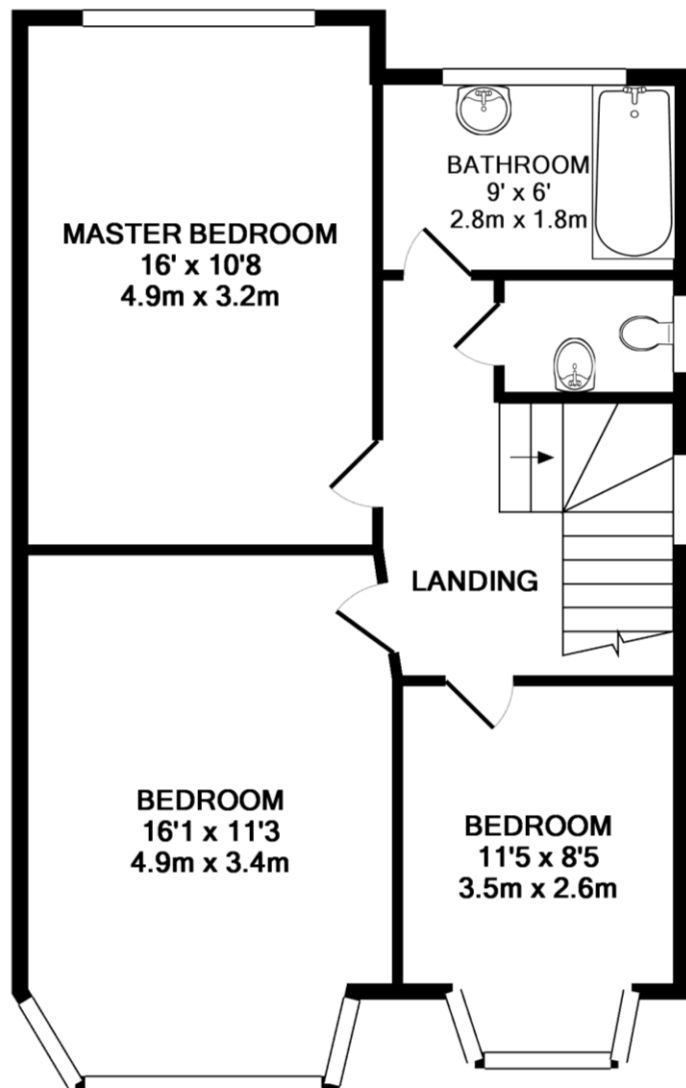 BATHROOM
9' x 6'
2.8m x 1.8m
MASTER BEDROOM
16' x 10'8
4.9m x 3.2m
LANDING
BEDROOM
16'1 x 11'3
4.9m x 3.4m
BEDROOM
11'5 x 8'5
3.5m x 2.6m